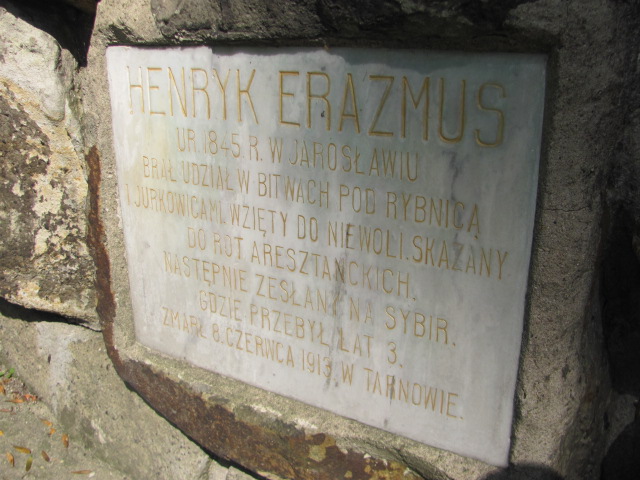 HENRYK ERAZMUS
UR. 1845. R. W JAROSŁAWIU
BRAŁ UDZIAŁ W BITWACH POD RYBNICĄ
I JURKOWICAMI. WZIĘTY DO NIEWOLI. SKAZANY
DO ROT ARESZTANCKICH.
NASTĘPNIE ZESŁANY NA SYBIR.
GDZIE PRZEBYŁ LAT 3.
ZMARŁ 8. CZERWCA 1913. W TARNOWIE.